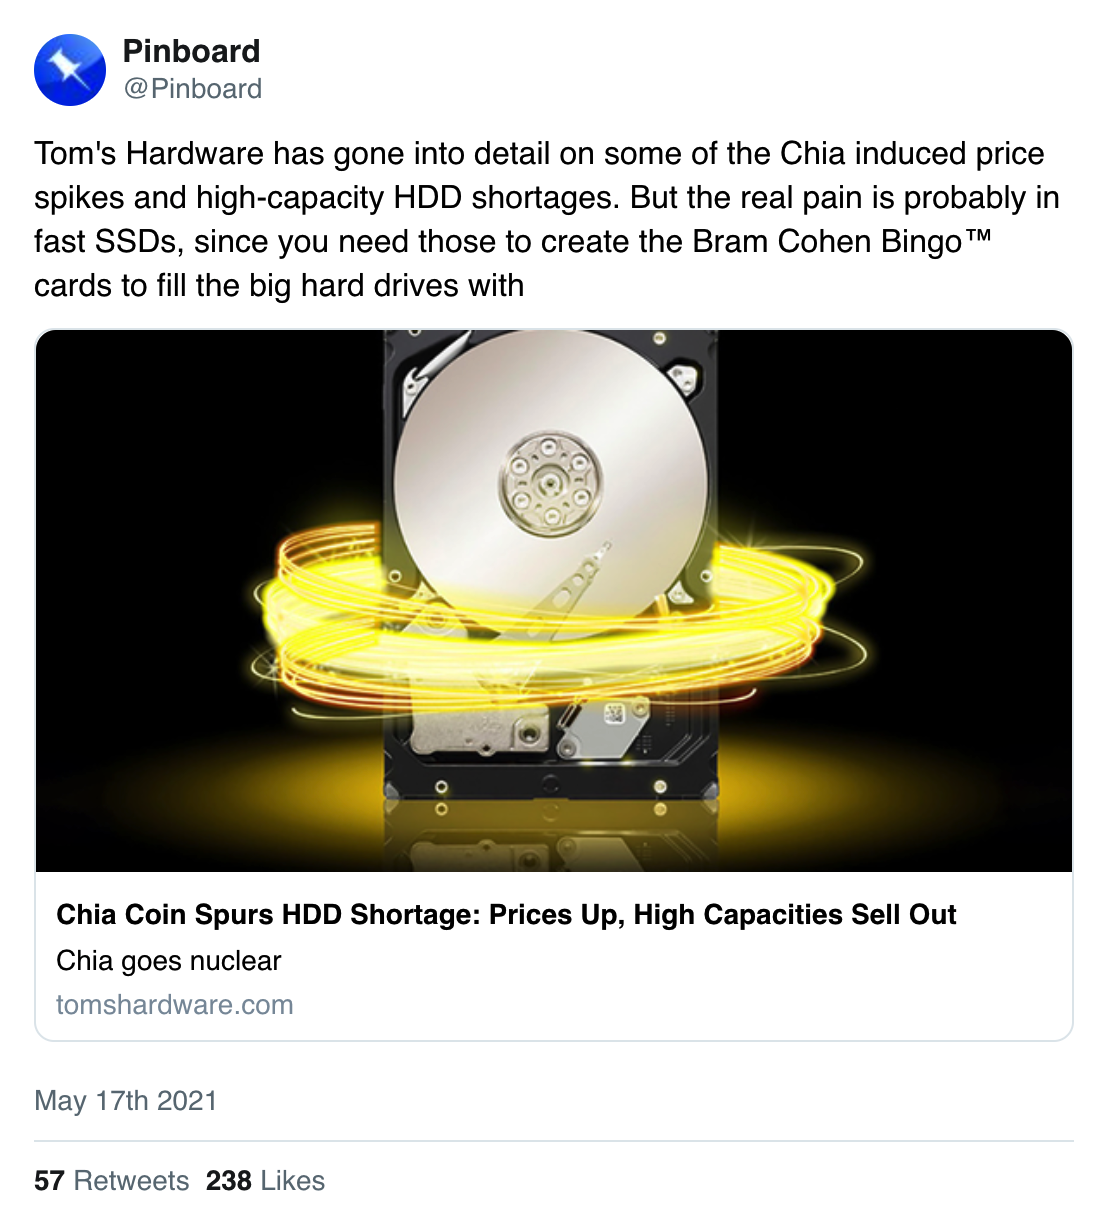 Pinboard
@Pinboard
Tom's Hardware has gone into detail on some of the Chia induced price
spikes and high-capacity HDD shortages. But the real pain is probably in
fast SSDs, since you need those to create the Bram Cohen Bingo™
cards to fill the big hard drives with
Chia Coin Spurs HDD Shortage: Prices Up, High Capacities Sell Out
Chia goes nuclear
tomshardware.com
May 17th 2021
57 Retweets 238 Likes